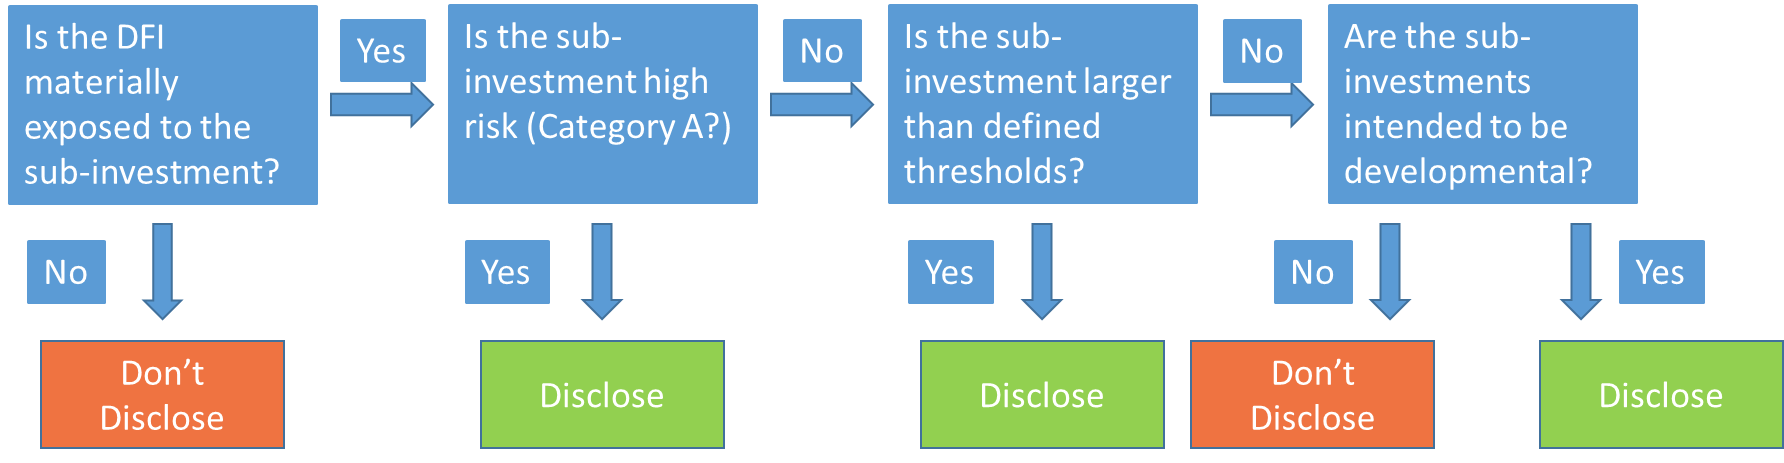 Is the DFI
materially
exposed to the
sub-investment?
Yes
Is the sub-
investment high
risk (Category A?)
No
Is the sub-
investment larger
than defined
thresholds?
No
Are the sub-
investments
intended to be
developmental?
No
Yes
Yes
No
Yes
Don’t
Disclose
Disclose
Disclose
Don’t
Disclose
Disclose